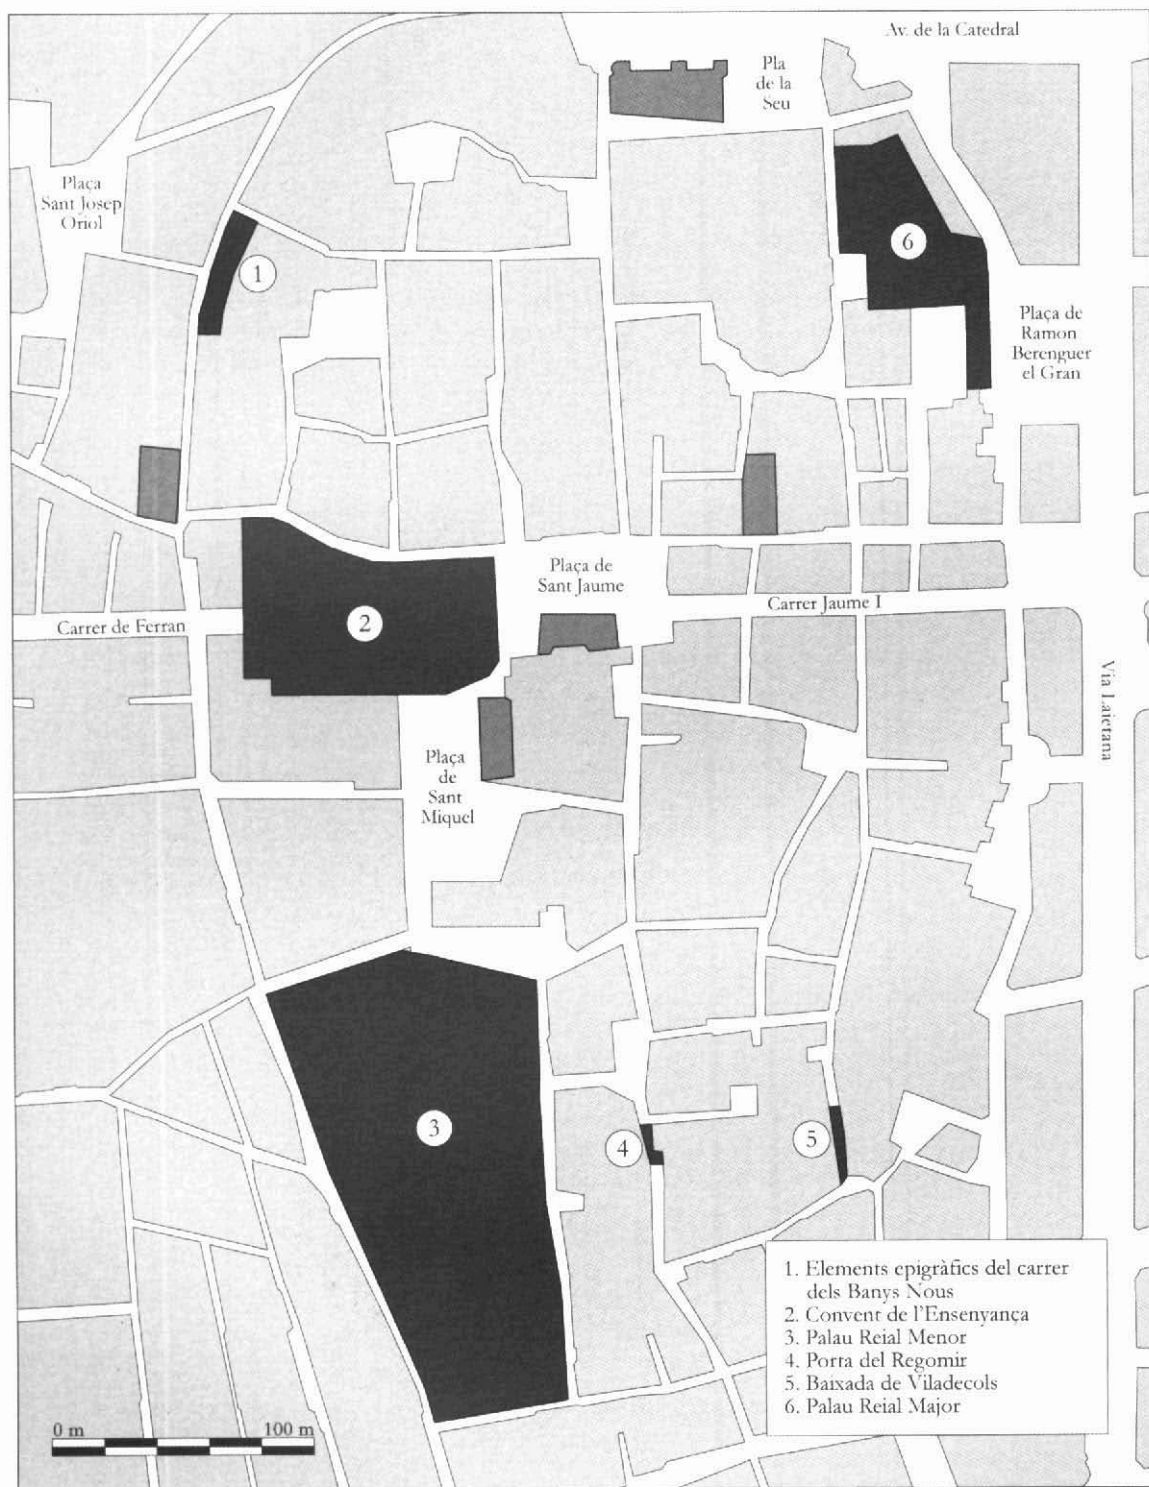 Av. de la Catedral
Pla
de la
Seu
Plaça
Sant Josep
Oriol
6
1
Plaça de
Ramon
Berenguer
el Gran
Plaça de
Sant Jaume
Carrer Jaume I
2
Carrer de Ferran
Via Laietana
Plaça
de
Sant
Miquel
3
4
5
1. Elements epigràfics del carrer
dels Banys Nous
2. Convent de l'Ensenyança
3. Palau Reial Menor
4. Porta del Regomir
5. Baixada de Viladecols
6. Palau Reial Major
0 m 100 m